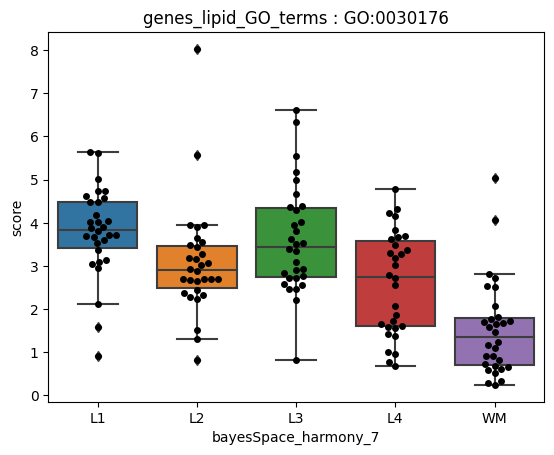 genes_lipid_GO_terms : GO:0030176
8
7
6
5
4
3
2
1
0
score
L1 L2 L3 L4 WM
bayesSpace_harmony_7